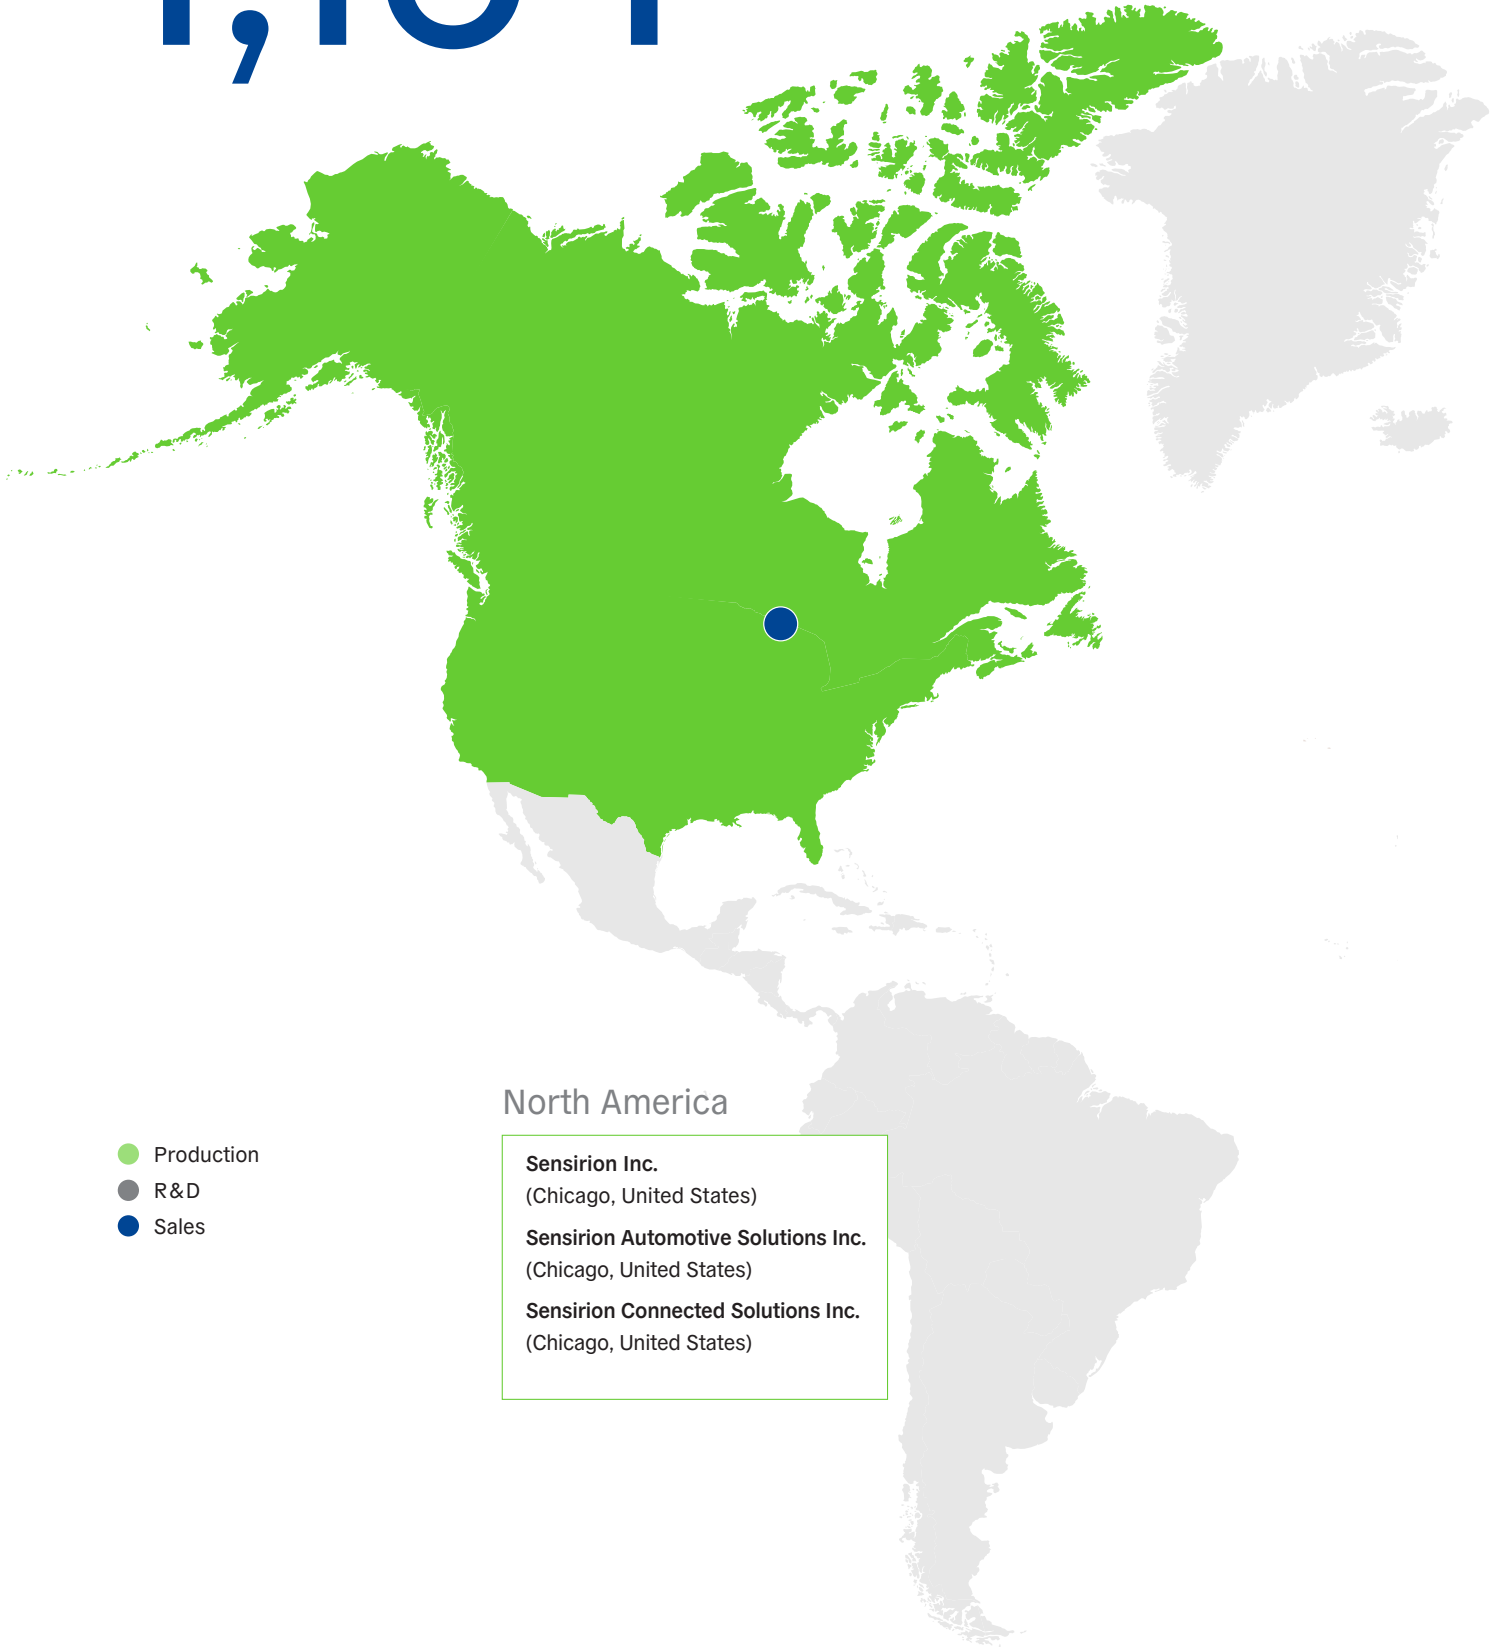 North America
Production
R&D
Sales
Sensirion Inc.
(Chicago, United States)
Sensirion Automotive Solutions Inc.
(Chicago, United States)
Sensirion Connected Solutions Inc.
(Chicago, United States)